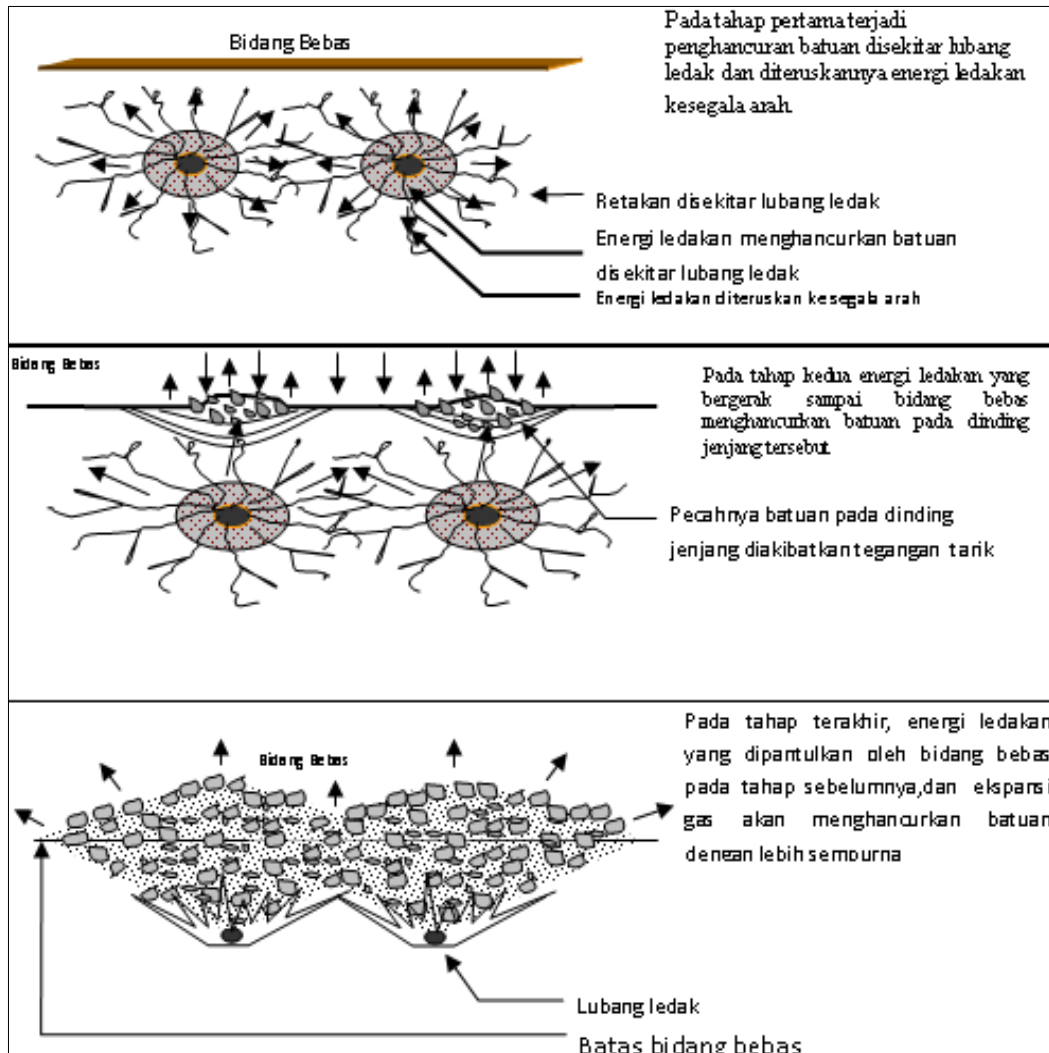 Bidang Bebas
Pada tahap pertama terjadi
penghancuran batuan disekitar lubang
ledak dan diteruskannya energi ledakan
kesegala arah
Retakan disekitar lubang ledak
Energi ledakan menghancurkan batuan
disekitar lubang ledak
Energi ledakan diteruskan kesegala arah
Bidang Bebas
Pada tahap kedua energi ledakan yang
bergerak sampai bidang bebas
menghancurkan batuan pada dinding
jenjang tersebut
Pecahnya batuan pada dinding
jenjang diakibatkan tegangan tarik
Bidang Bebas
Pada tahap terakhir, energi ledakan
yang dipantulkan oleh bidang bebas
pada tahap sebelumnya,dan ekspansi
gas akan menghancurkan batuan
dengan lebih sempurna
Lubang ledak
Batas bidang bebas